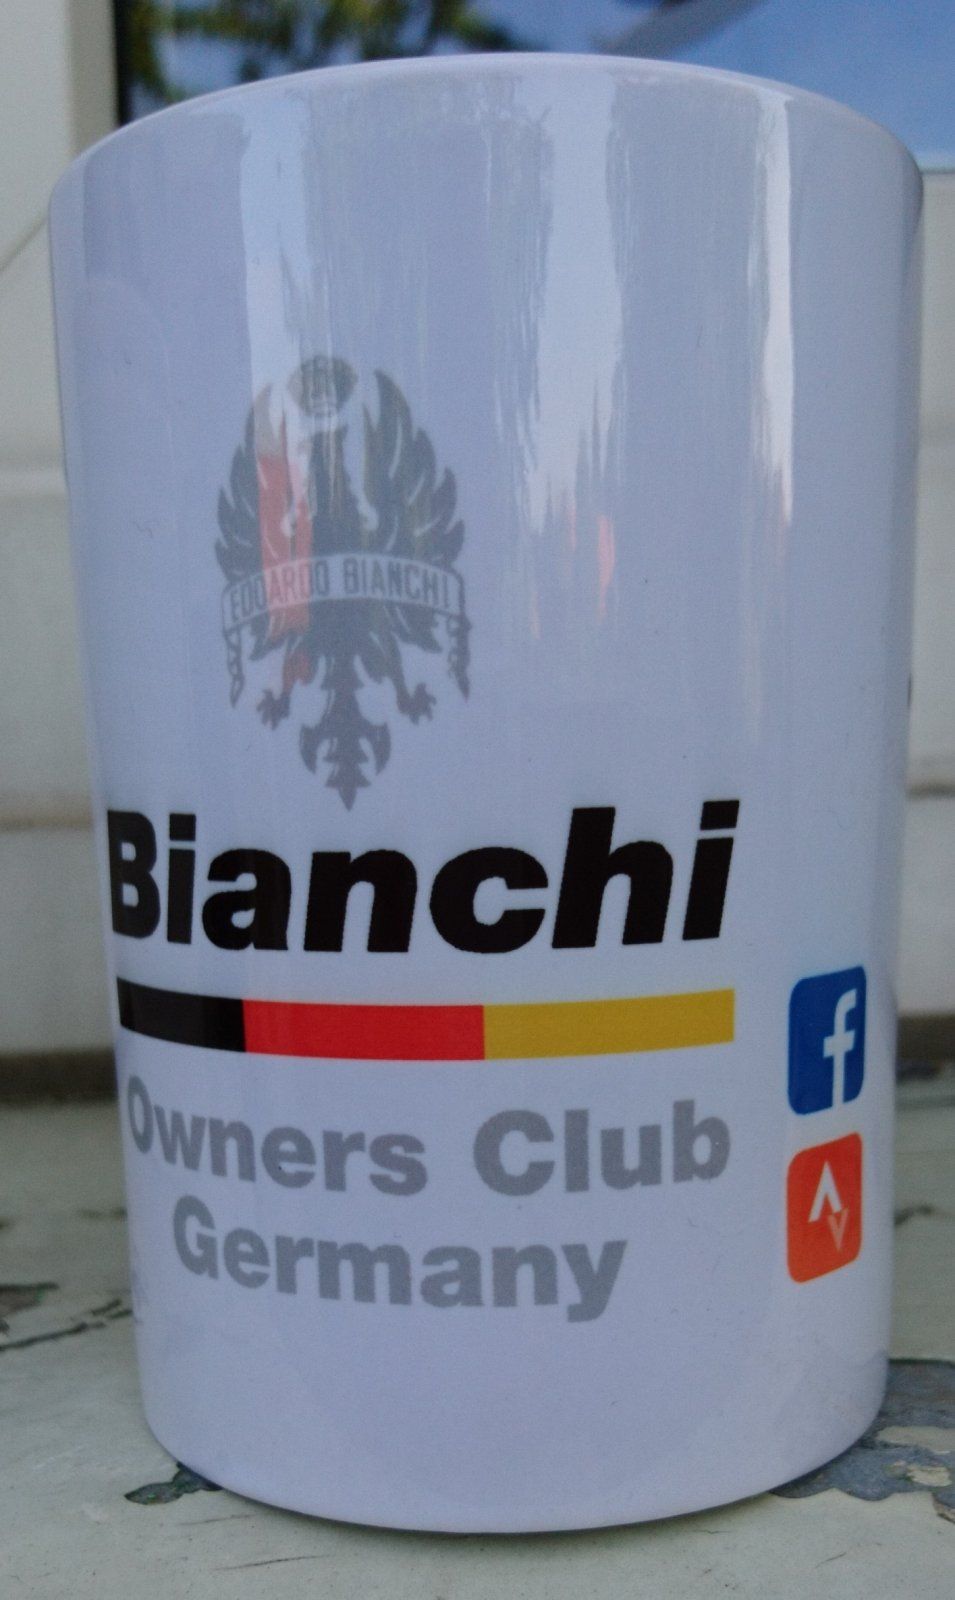 EDOARDO BIANCHI
Bianchi
Owners Club
Germany
f